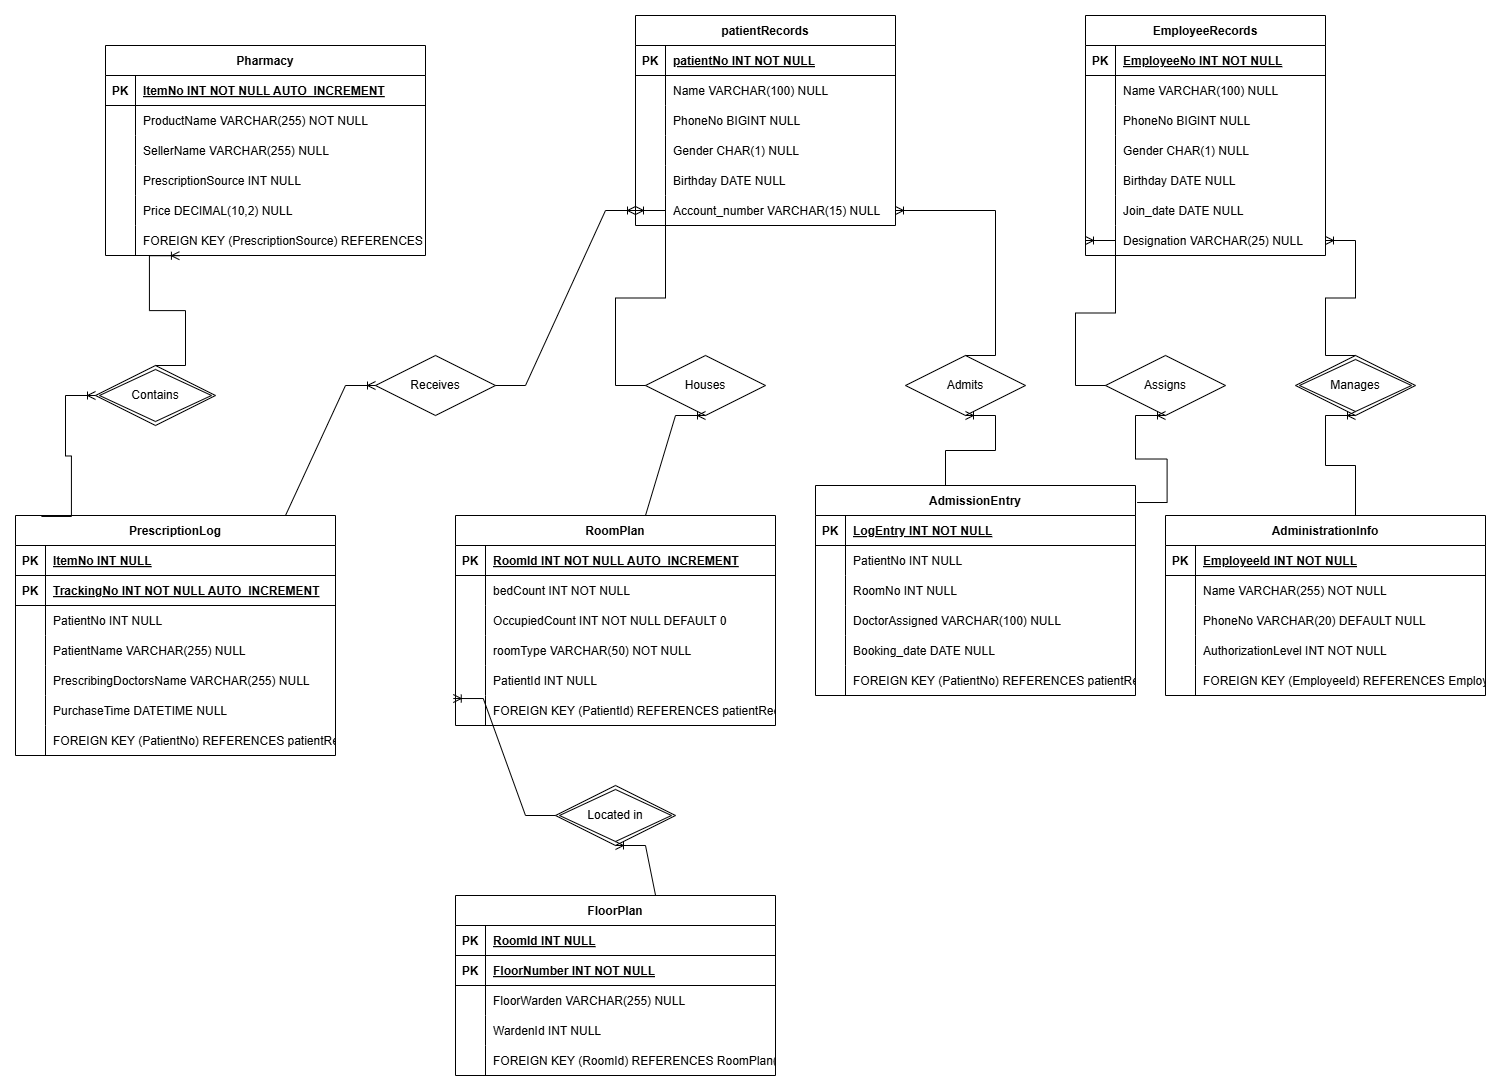 Pharmacy
PK ItemNo INT NOT NULL AUTO_INCREMENT
ProductName VARCHAR(255) NOT NULL
SellerName VARCHAR(255) NULL
PrescriptionSource INT NULL
Price DECIMAL(10,2) NULL
FOREIGN KEY (PrescriptionSource) REFERENCES
patientRecords
PK patientNo INT NOT NULL
Name VARCHAR(100) NULL
PhoneNo BIGINT NULL
Gender CHAR(1) NULL
Birthday DATE NULL
Account_number VARCHAR(15) NULL
EmployeeRecords
PK EmployeeNo INT NOT NULL
Name VARCHAR(100) NULL
PhoneNo BIGINT NULL
Gender CHAR(1) NULL
Birthday DATE NULL
Join_date DATE NULL
Designation VARCHAR(25) NULL
Contains
Receives
Houses
Admits
Assigns
Manages
PrescriptionLog
PK ItemNo INT NULL
PK TrackingNo INT NOT NULL AUTO_INCREMENT
PatientNo INT NULL
PatientName VARCHAR(255) NULL
PrescribingDoctorsName VARCHAR(255) NULL
PurchaseTime DATETIME NULL
FOREIGN KEY (PatientNo) REFERENCES patientRe
RoomPlan
PK RoomId INT NOT NULL AUTO_INCREMENT
bedCount INT NOT NULL
OccupiedCount INT NOT NULL DEFAULT 0
roomType VARCHAR(50) NOT NULL
PatientId INT NULL
FOREIGN KEY (PatientId) REFERENCES patientRe
AdmissionEntry
PK LogEntry INT NOT NULL
PatientNo INT NULL
RoomNo INT NULL
DoctorAssigned VARCHAR(100) NULL
Booking_date DATE NULL
FOREIGN KEY (PatientNo) REFERENCES patientRe
AdministrationInfo
PK EmployeeId INT NOT NULL
Name VARCHAR(255) NOT NULL
PhoneNo VARCHAR(20) DEFAULT NULL
AuthorizationLevel INT NOT NULL
FOREIGN KEY (EmployeeId) REFERENCES Employ
Located in
FloorPlan
PK RoomId INT NULL
PK FloorNumber INT NOT NULL
FloorWarden VARCHAR(255) NULL
WardenId INT NULL
FOREIGN KEY (RoomId) REFERENCES RoomPlan(